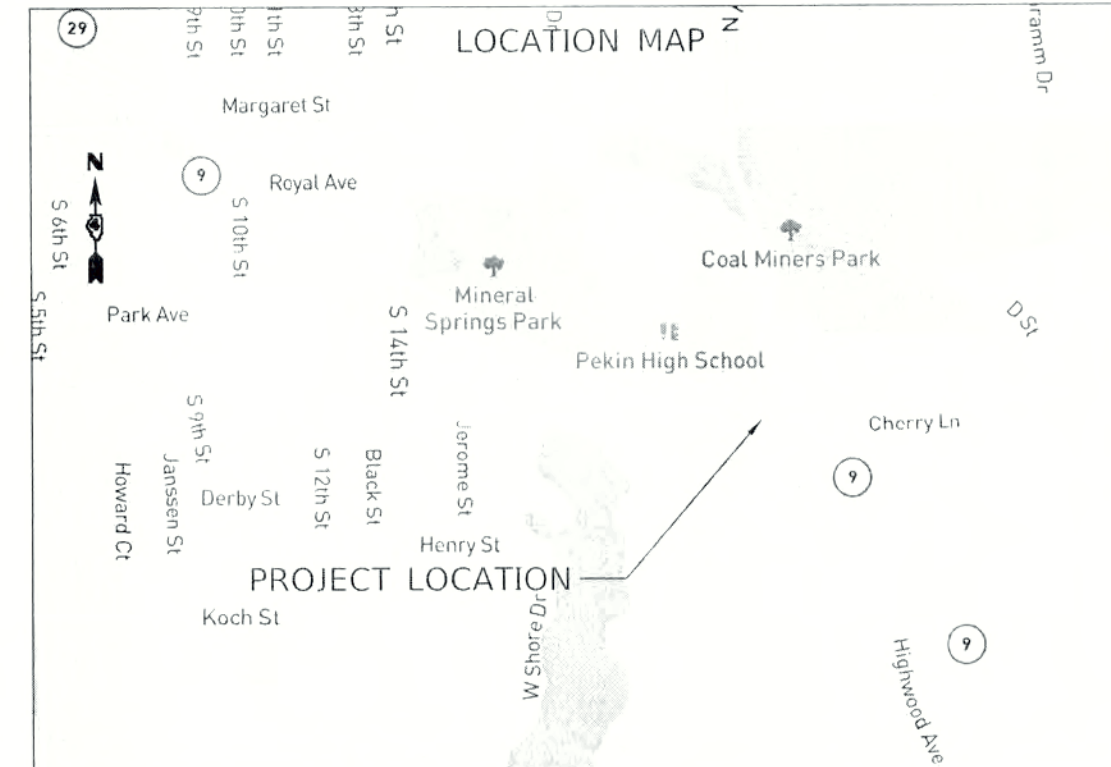 29
9th St
LOCATION MAP
Margaret St
N
9
Royal Ave
S 6th St
S 10th St
Coal Miners Park
Mineral
Springs Park
S 5th St
Park Ave
S 14th St
D St
Pekin High School
S 9th St
Cherry Ln
Jerome St
Howard Ct
Janssen St
Derby St
S 12th St
Black St
9
Henry St
PROJECT LOCATION
Koch St
W Shore Dr
9
Highwood Ave